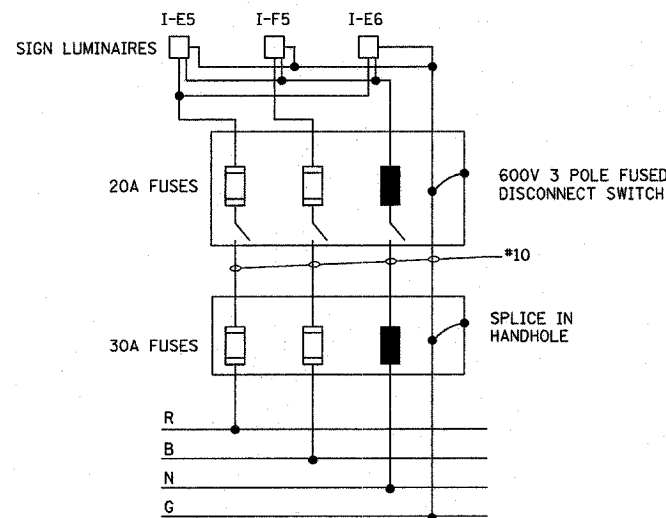 I-E5 I-F5 I-E6
SIGN LUMINAIRES
20A FUSES
600V 3 POLE FUSED
DISCONNECT SWITCH
#10
30A FUSES
SPLICE IN
HANDHOLE
R
B
N
G